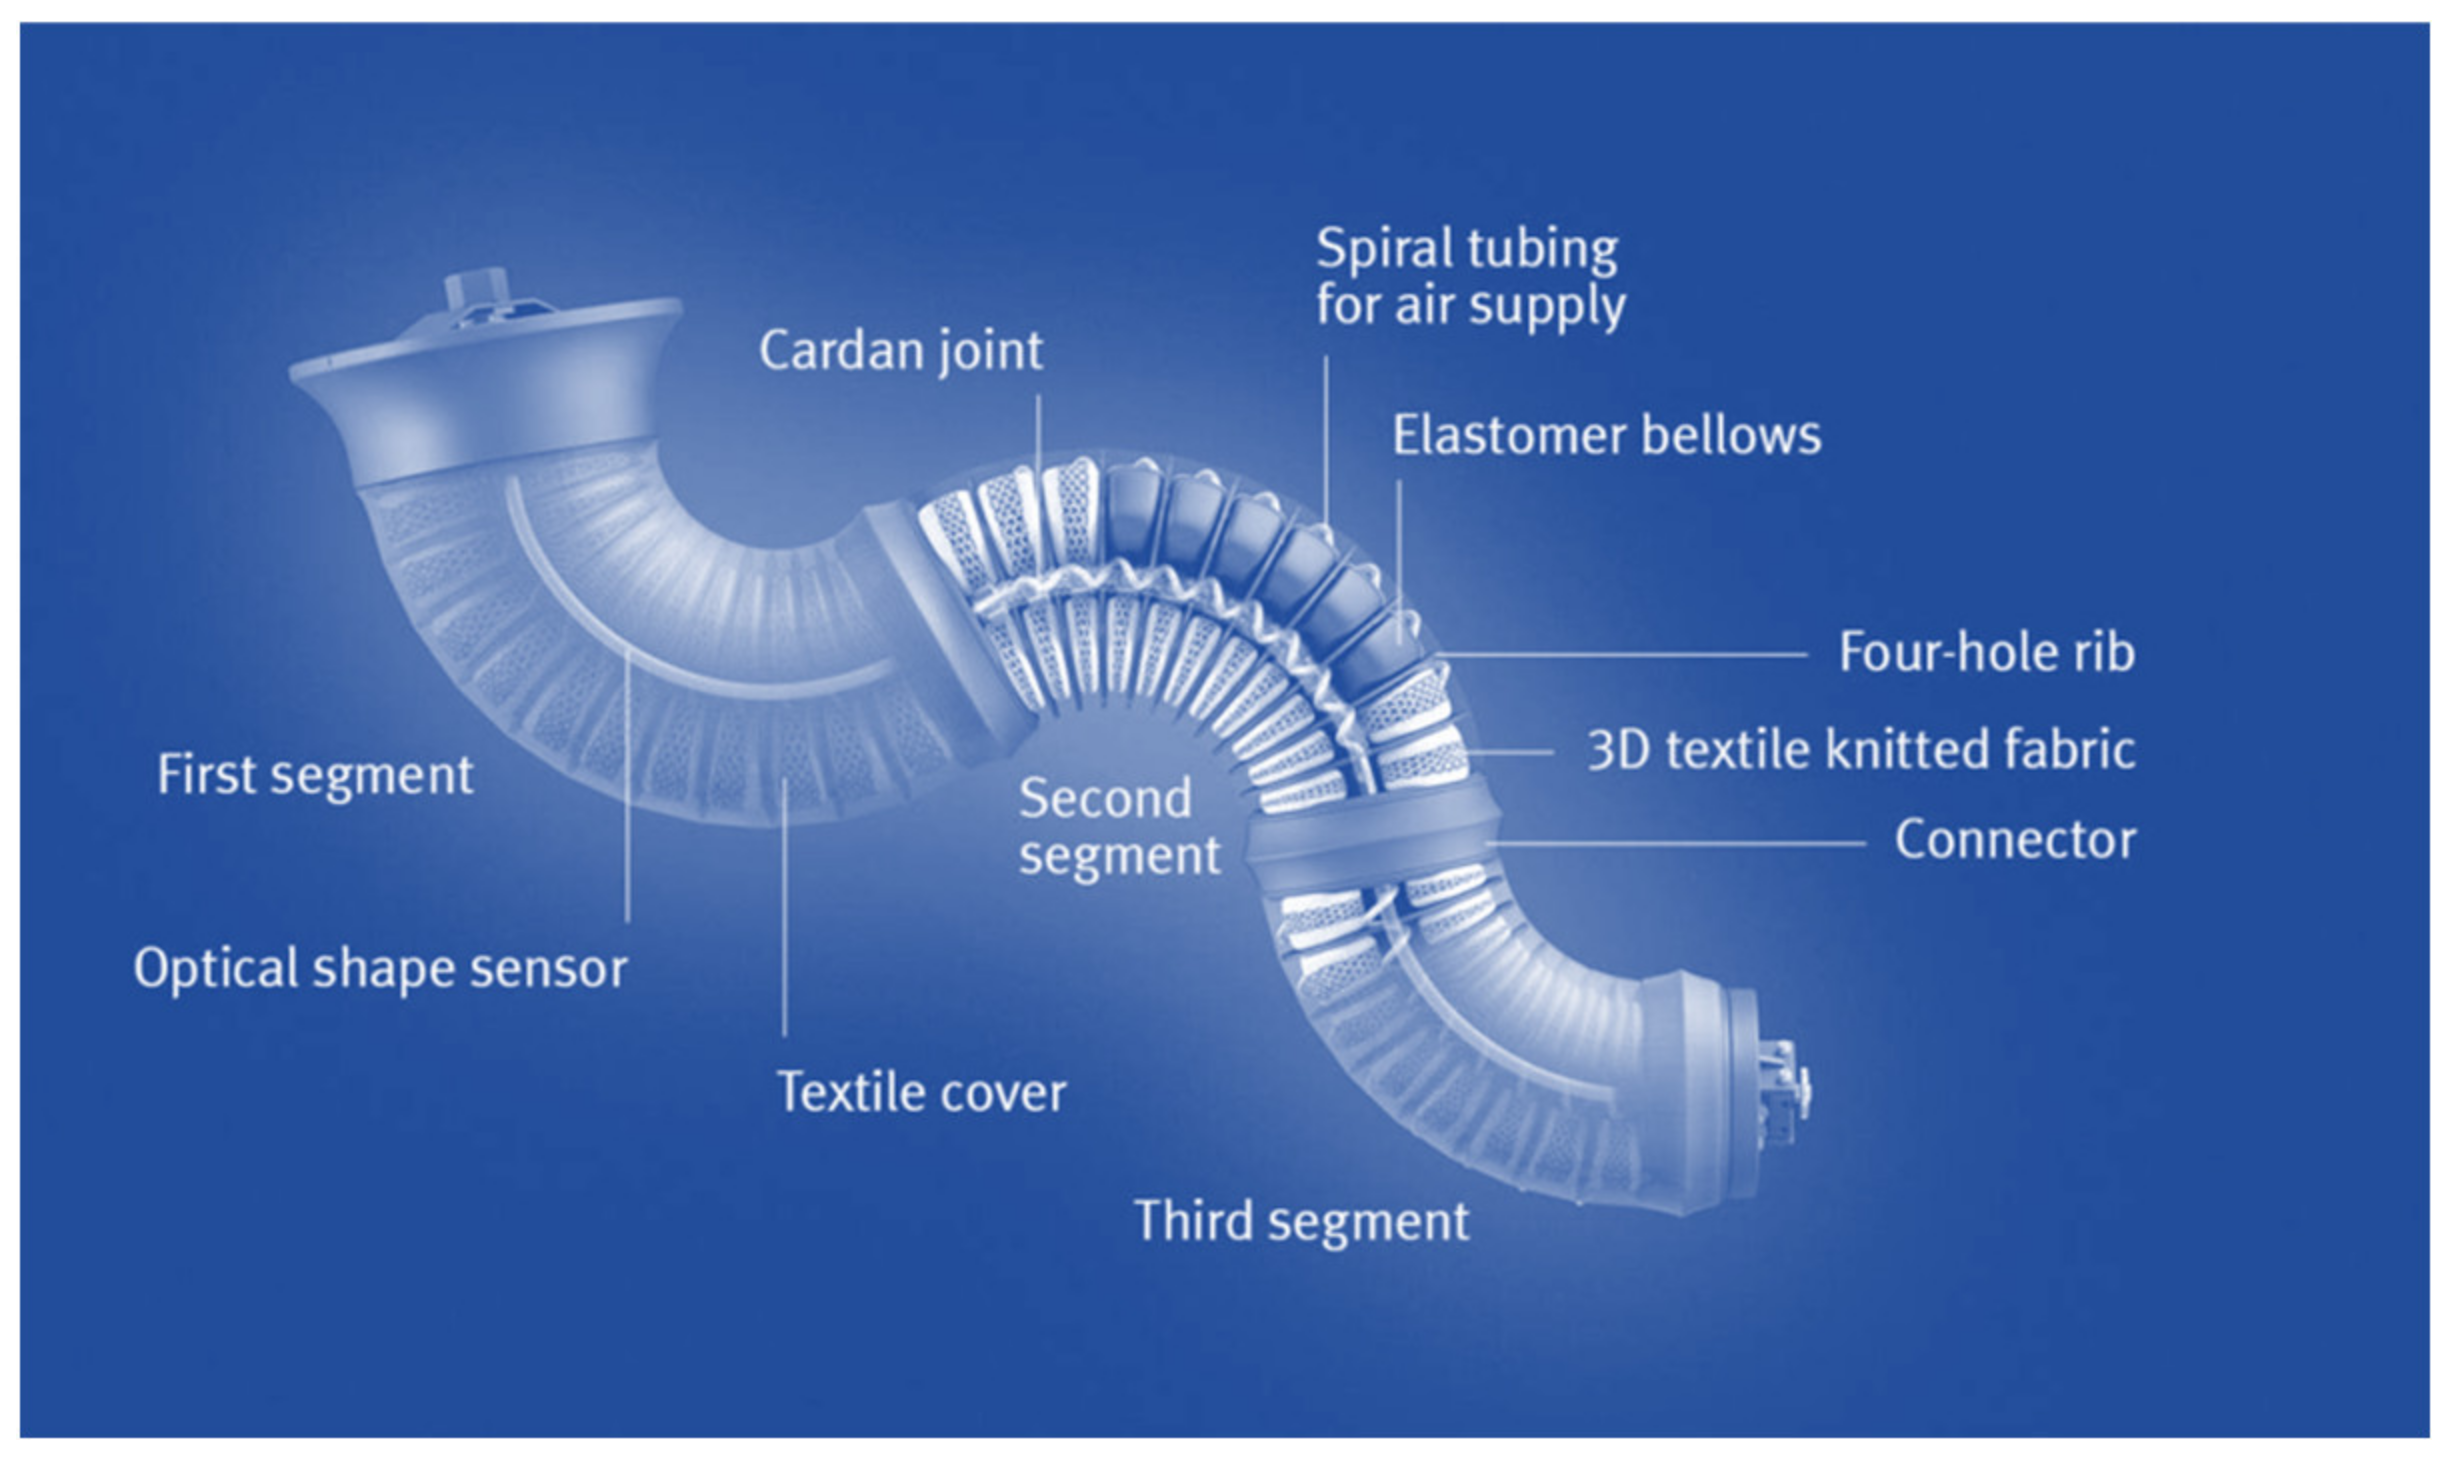 Spiral tubing
for air supply
Cardan joint
Elastomer bellows
Four-hole rib
3D textile knitted fabric
First segment
Second
segment
Connector
Optical shape sensor
Textile cover
Third segment